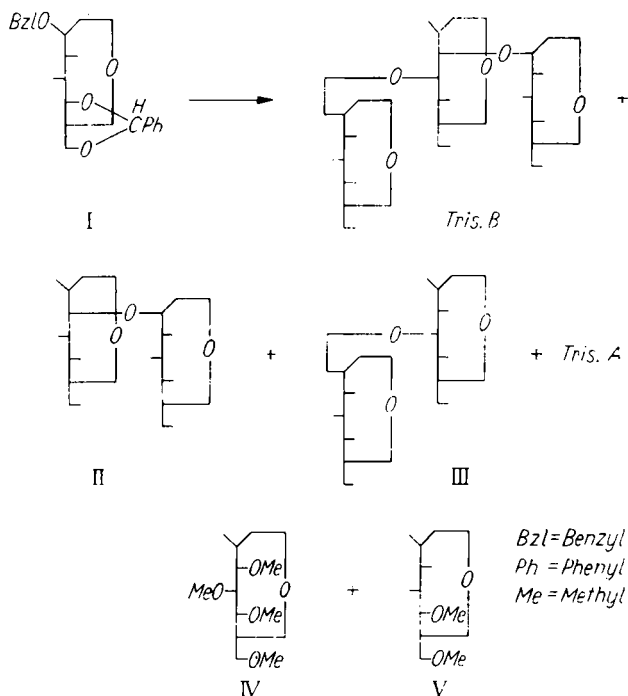 BzlO
O
O
H
CPh
O
I
+
O
O
O
O
O
Tris. B
O
O
O
II
+
O
O
O
III
+ Tris. A
OMe
MeO
O
OMe
OMe
IV
+
O
OMe
OMe
V
Bzl=Benzyl
Ph=Phenyl
Me=Methyl